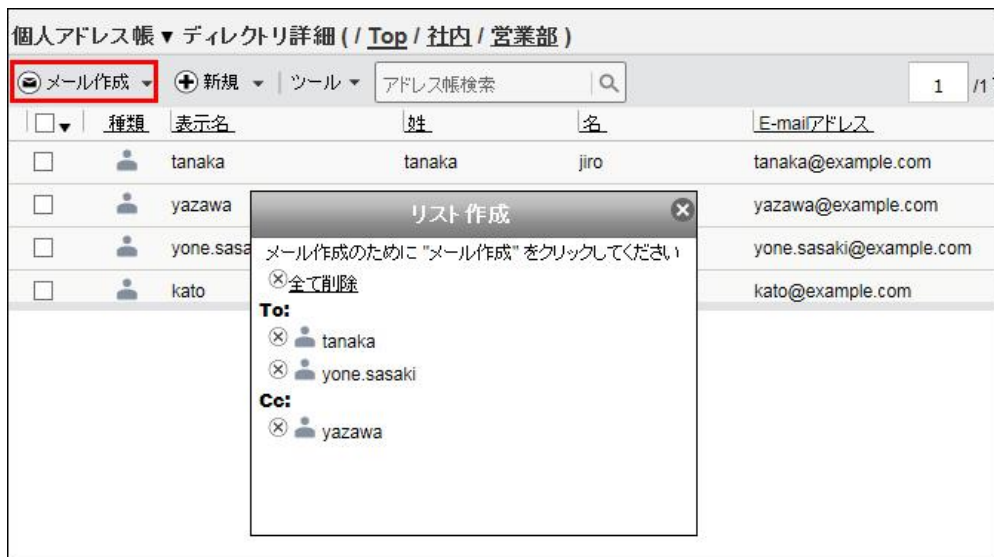 個人アドレス帳▼ディレクトリ詳細 ( / Top / 社内 / 営業部 )
メール作成 ▼ 新規 ▼ | ツール ▼ アドレス帳検索 1 /1
▼ 種類 表示名 姓 名 E-mailアドレス
tanaka tanaka jiro tanaka@example.com
yazawa yazawa@example.com
yone.sasa yone.sasaki@example.com
kato kato@example.com
リスト作成
メール作成のために "メール作成" をクリックしてください
全て削除
To:
tanaka
yone.sasaki
Cc:
yazawa